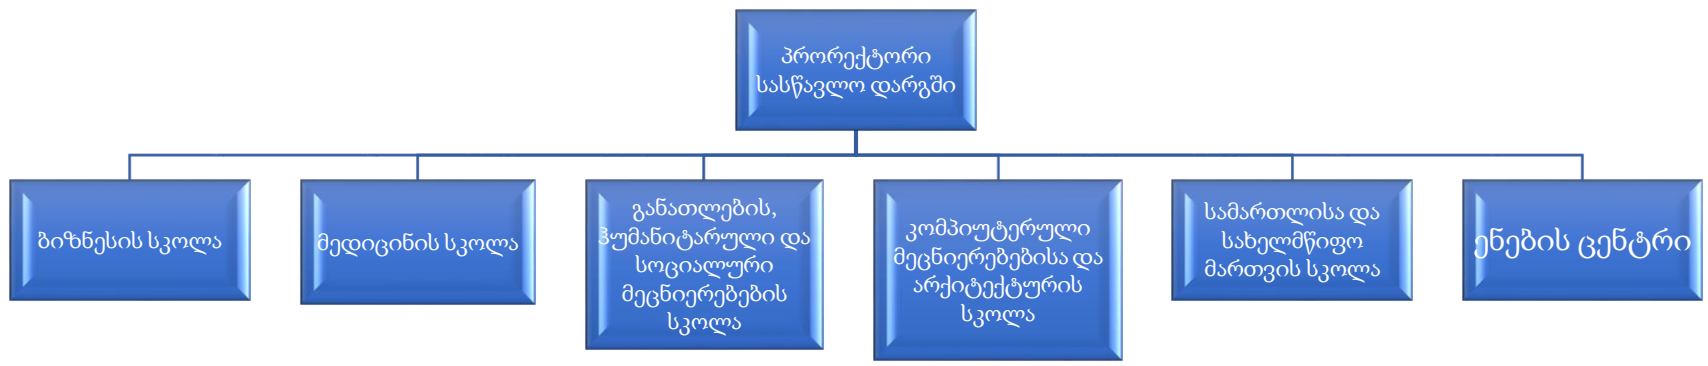 პრორექტორი
სასწავლო დარგში
ბიზნესის სკოლა
მედიცინის სკოლა
განათლების,
ჰუმანიტარული და
სოციალური
მეცნიერებების
სკოლა
კომპიუტერული
მეცნიერებებისა და
არქიტექტურის
სკოლა
სამართლისა და
სახელმწიფო
მართვის სკოლა
ენების ცენტრი